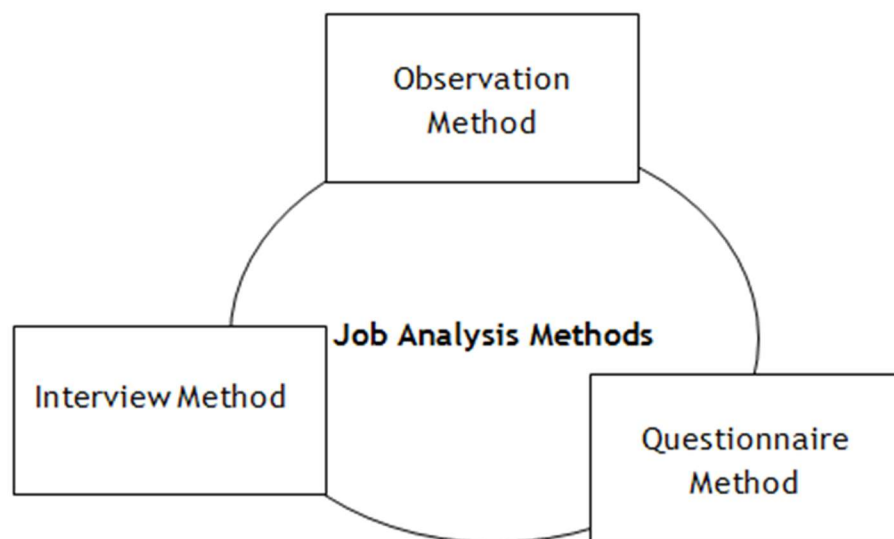 Observation
Method
Job Analysis Methods
Interview Method
Questionnaire
Method